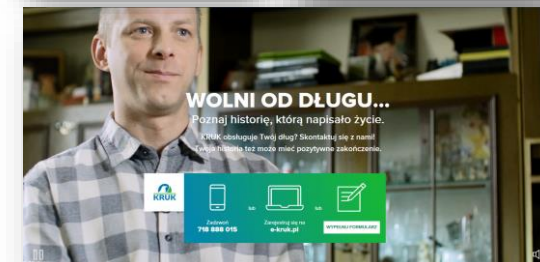 WOLNI OD DŁUGU...
Poznaj historię, którą napisało życie.
KRUK obsługuje Twój dług? Skontaktuj się z nami!
Twoja historia też może mieć pozytywne zakończenie.
KRUK
Zadzwoń
718 888 015
lub
Zarejestruj się na
e-kruk.pl
lub
WYPEŁNIJ FORMULARZ